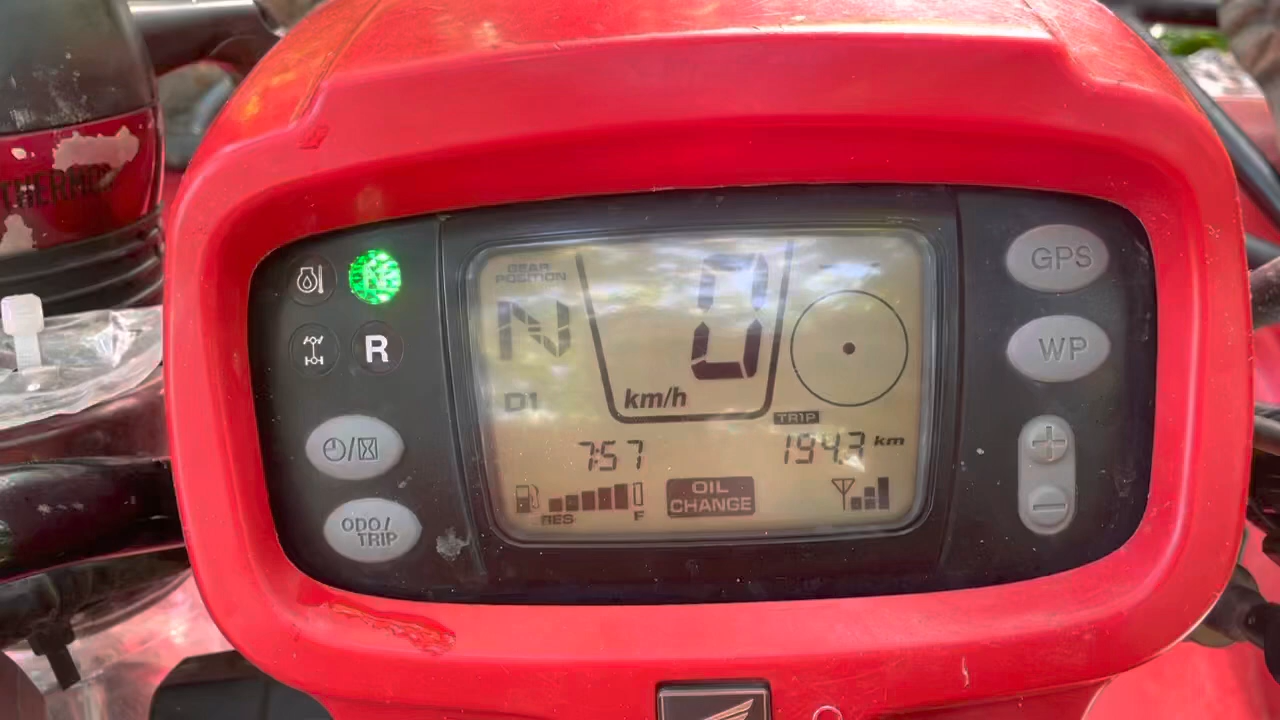 THERMO
GEAR
POSITION
N
D1
0
km/h
TRIP
7:57
194.3 km
RES
F
OIL
CHANGE
R
ODO/
TRIP
GPS
WP